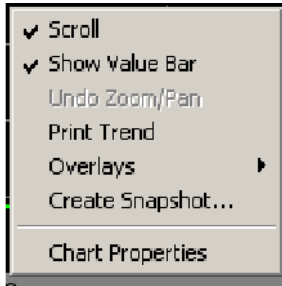 Scroll
Show Value Bar
Undo Zoom/Pan
Print Trend
Overlays
Create Snapshot...
Chart Properties